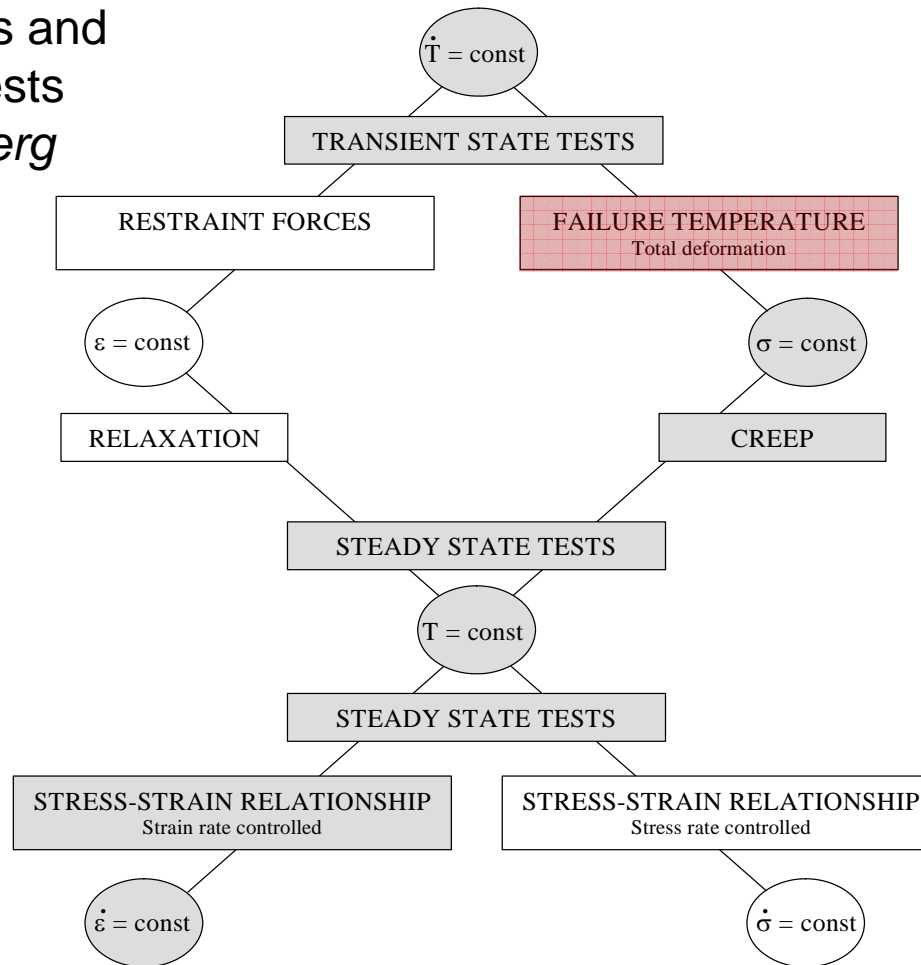 s and
ests
erg
Ṫ = const
TRANSIENT STATE TESTS
RESTRAINT FORCES
FAILURE TEMPERATURE
Total deformation
ε = const
σ = const
RELAXATION
CREEP
STEADY STATE TESTS
T = const
STEADY STATE TESTS
STRESS-STRAIN RELATIONSHIP
Strain rate controlled
STRESS-STRAIN RELATIONSHIP
Stress rate controlled
ε̇ = const
σ̇ = const